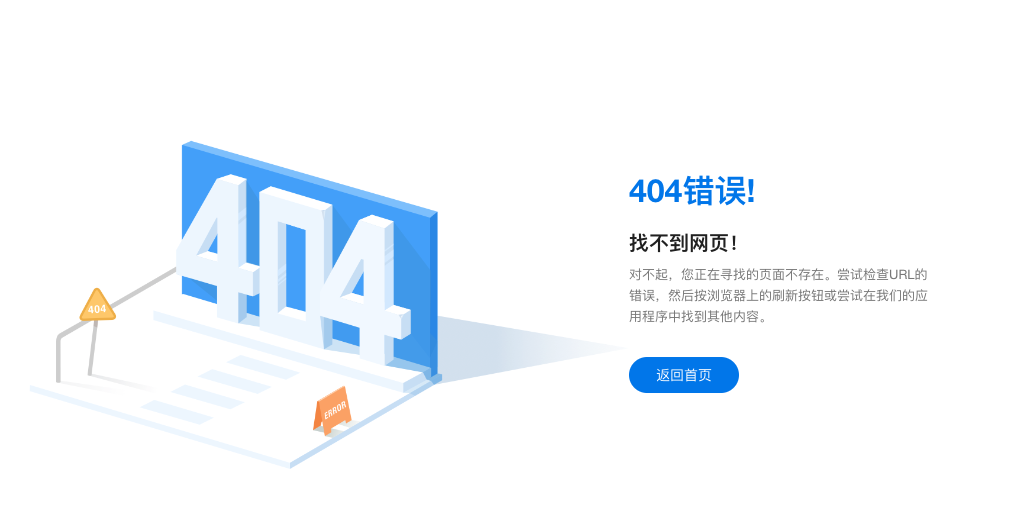 404
404
ERROR
404错误!
找不到网页！
对不起，您正在寻找的页面不存在。尝试检查URL的
错误，然后按浏览器上的刷新按钮或尝试在我们的应
用程序中找到其他内容。
返回首页